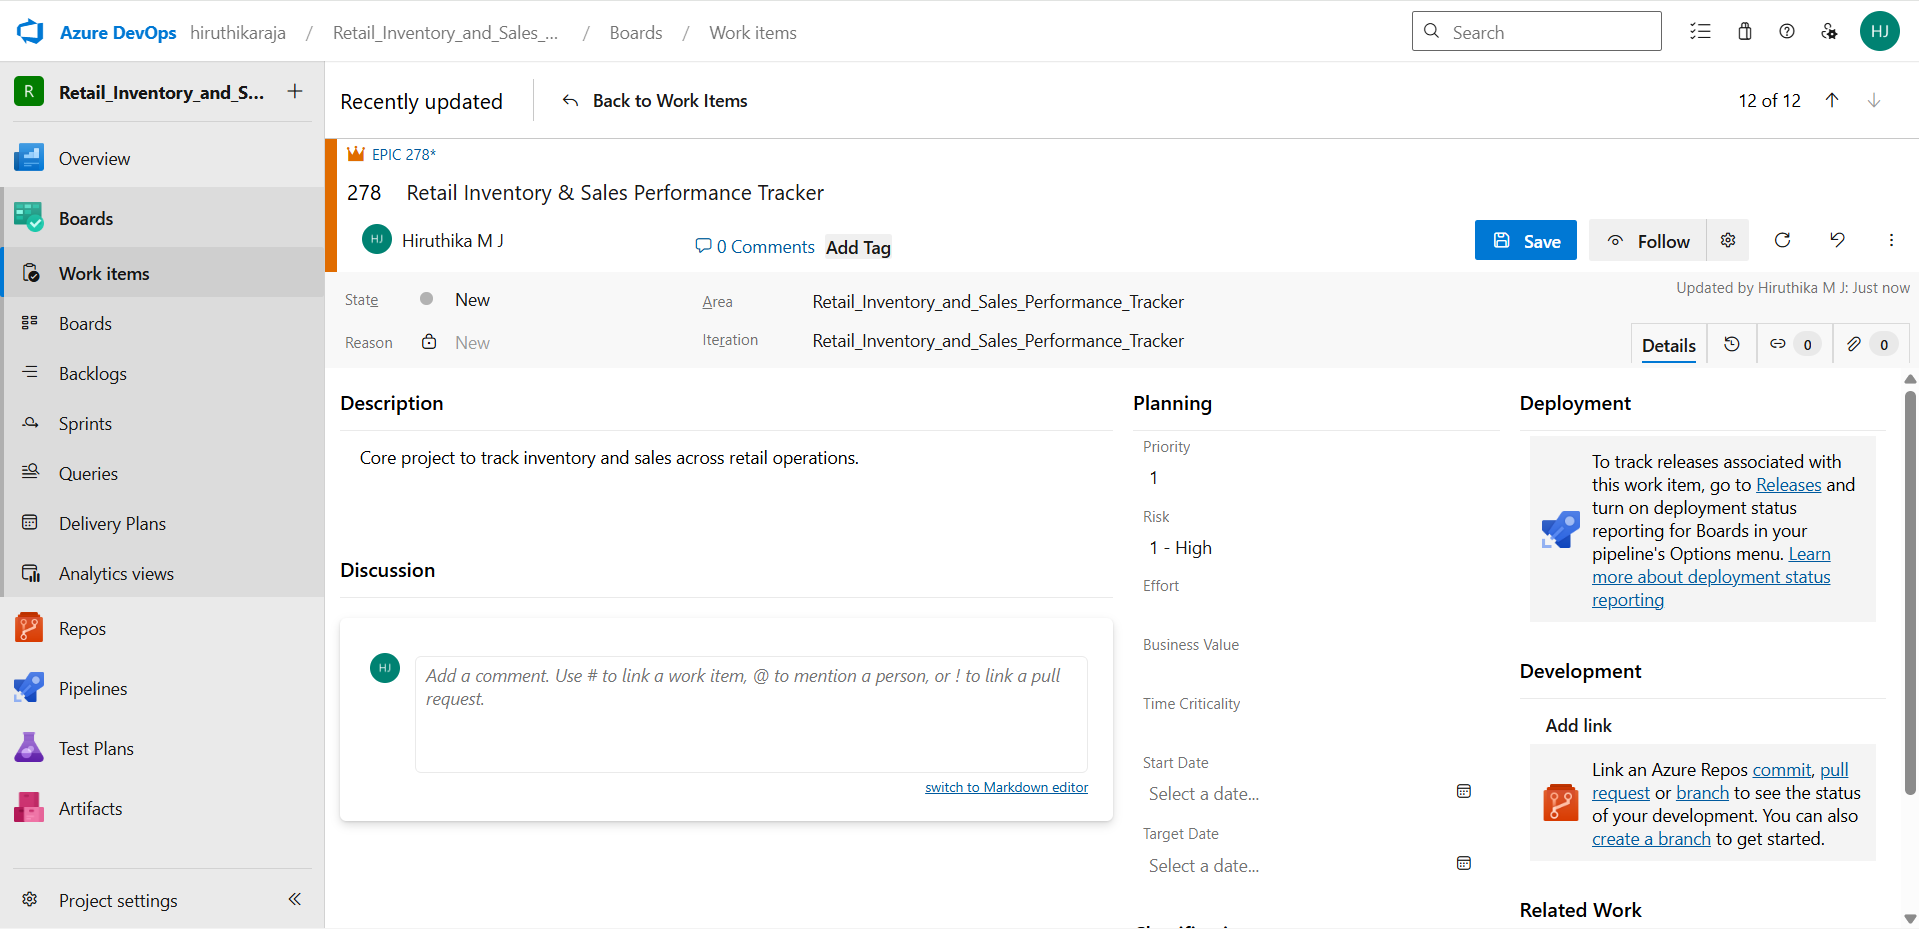 Azure DevOps hiruthikaraja / Retail_Inventory_and_Sales_... / Boards / Work items
Search
HJ
R Retail_Inventory_and_S... +
Overview
Boards
Work items
Boards
Backlogs
Sprints
Queries
Delivery Plans
Analytics views
Repos
Pipelines
Test Plans
Artifacts
Project settings
Recently updated
Back to Work Items
12 of 12
EPIC 278*
278 Retail Inventory & Sales Performance Tracker
HJ Hiruthika M J
0 Comments Add Tag
Save
Follow
State New
Area Retail_Inventory_and_Sales_Performance_Tracker
Updated by Hiruthika M J: Just now
Reason New
Iteration Retail_Inventory_and_Sales_Performance_Tracker
Details 0 0
Description
Core project to track inventory and sales across retail operations.
Discussion
HJ
Add a comment. Use # to link a work item, @ to mention a person, or ! to link a pull
request.
switch to Markdown editor
Planning
Priority
1
Risk
1 - High
Effort
Business Value
Time Criticality
Start Date
Select a date...
Target Date
Select a date...
Deployment
To track releases associated with
this work item, go to Releases and
turn on deployment status
reporting for Boards in your
pipeline's Options menu. Learn
more about deployment status
reporting
Development
Add link
Link an Azure Repos commit, pull
request or branch to see the status
of your development. You can also
create a branch to get started.
Related Work